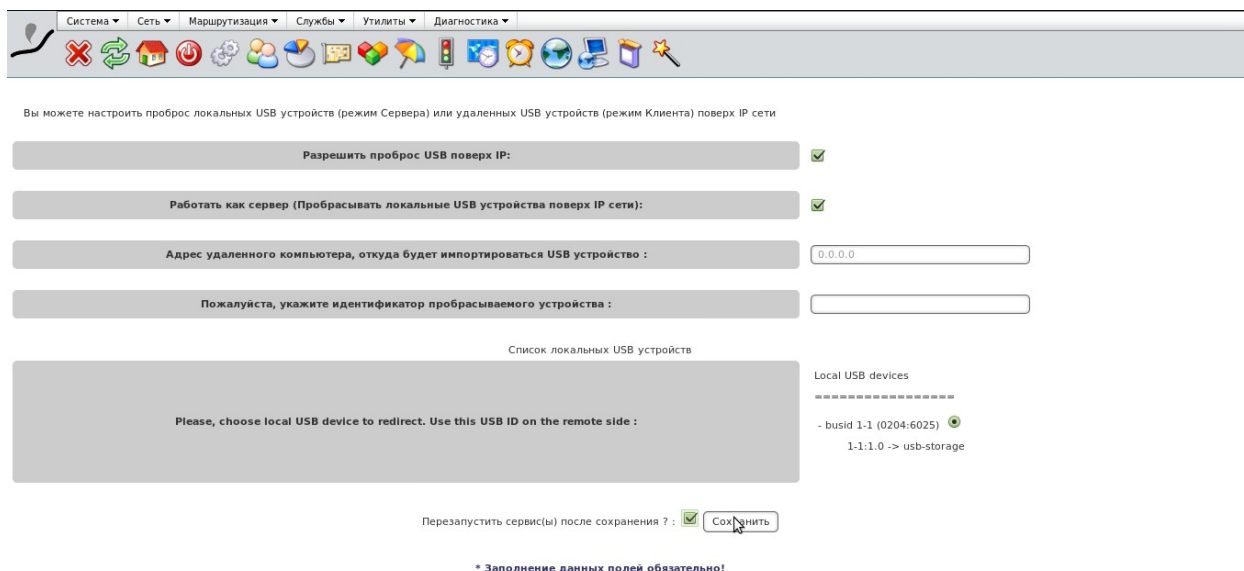 Система Сеть Маршрутизация Службы Утилиты Диагностика
Вы можете настроить проброс локальных USB устройств (режим Сервера) или удаленных USB устройств (режим Клиента) поверх IP сети
Разрешить проброс USB поверх IP:
Работать как сервер (Пробрасывать локальные USB устройства поверх IP сети):
Адрес удаленного компьютера, откуда будет импортироваться USB устройство :
0.0.0.0
Пожалуйста, укажите идентификатор пробрасываемого устройства :
Список локальных USB устройств
Please, choose local USB device to redirect. Use this USB ID on the remote side :
Local USB devices
=================
- busid 1-1 (0204:6025)
1-1:1.0 -> usb-storage
Перезапустить сервис(ы) после сохранения ? : Сохранить
* Заполнение данных полей обязательно!